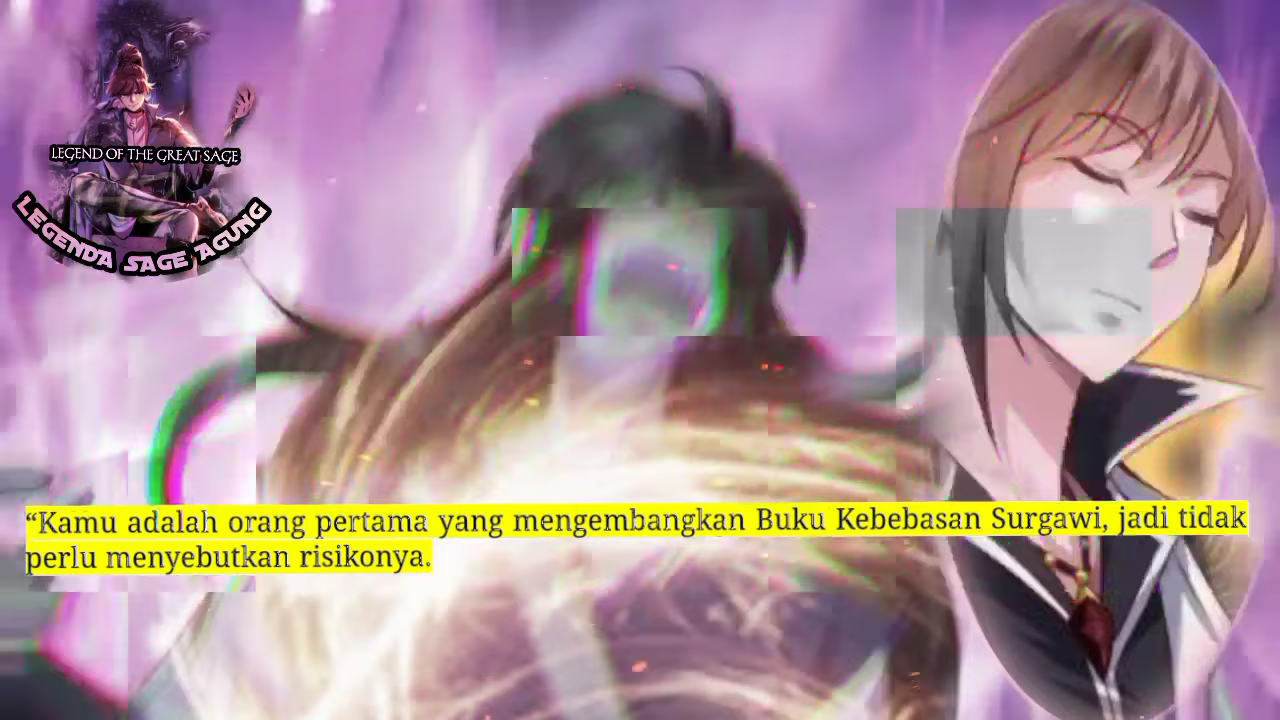 LEGEND OF THE GREAT SAGE
LEGENDA SAGE AGUNG
“Kamu adalah orang pertama yang mengembangkan Buku Kebebasan Surgawi, jadi tidak
perlu menyebutkan risikonya.